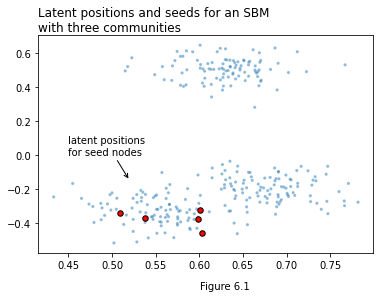 Latent positions and seeds for an SBM
with three communities
0.6
0.4
0.2
latent positions
for seed nodes
0.0
−0.2
−0.4
0.45 0.50 0.55 0.60 0.65 0.70 0.75
Figure 6.1